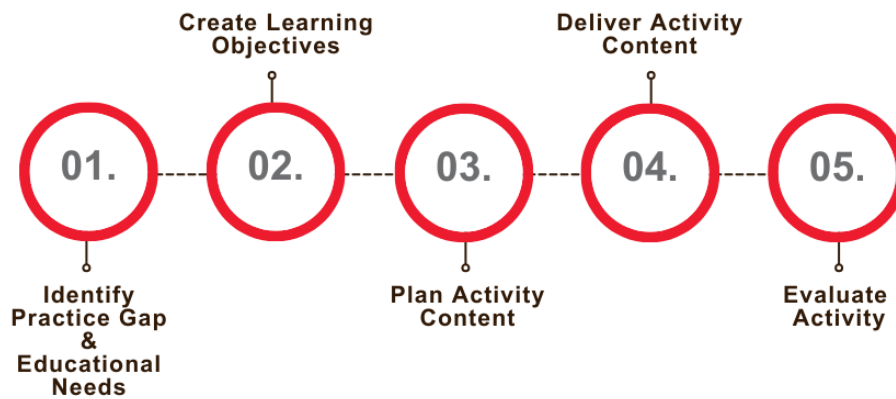 Create Learning
Objectives
Deliver Activity
Content
01.
02.
03.
04.
05.
Identify
Practice Gap
&
Educational
Needs
Plan Activity
Content
Evaluate
Activity